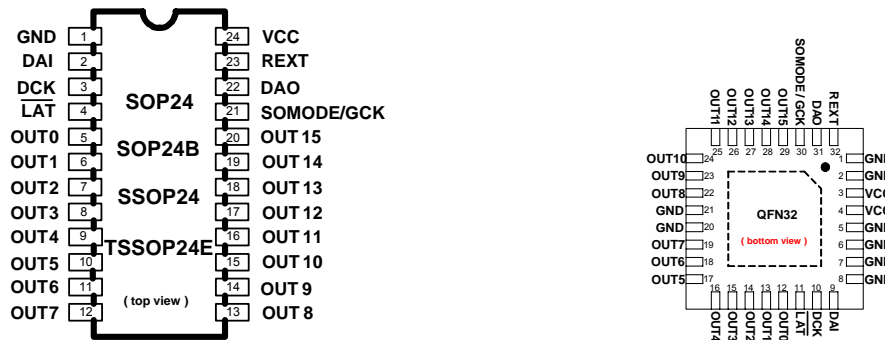 GND 1 24 VCC
DAI 2 23 REXT
DCK 3 22 DAO
LAT 4 21 SOMODE/GCK
OUT0 5 20 OUT 15
OUT1 6 19 OUT 14
OUT2 7 18 OUT 13
OUT3 8 17 OUT 12
OUT4 9 16 OUT 11
OUT5 10 15 OUT 10
OUT6 11 14 OUT 9
OUT7 12 13 OUT 8
SOP24
SOP24B
SSOP24
TSSOP24E
( top view )
OUT11
OUT12
OUT13
OUT14
OUT15
SOMODE / GCK
DAO
REXT
25 26 27 28 29 30 31 32
OUT10 24 1 GND
OUT9 23 2 GND
OUT8 22 3 VCC
GND 21 4 VCC
GND 20 5 GND
OUT7 19 6 GND
OUT6 18 7 GND
OUT5 17 8 GND
QFN32
( bottom view )
16 15 14 13 12 11 10 9
OUT4
OUT3
OUT2
OUT1
OUT0
LAT
DCK
DAI